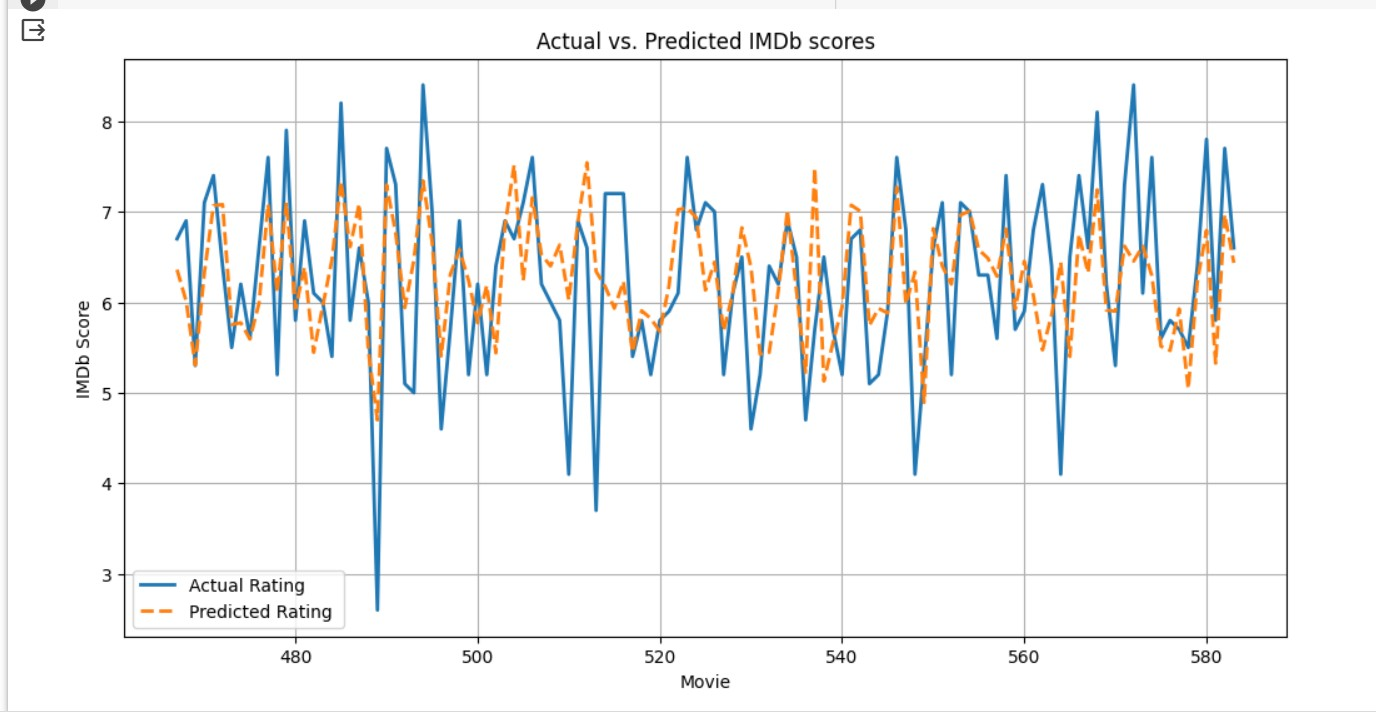 Actual vs. Predicted IMDb scores
8
7
6
5
4
3
IMDb Score
Actual Rating
Predicted Rating
480 500 520 540 560 580
Movie